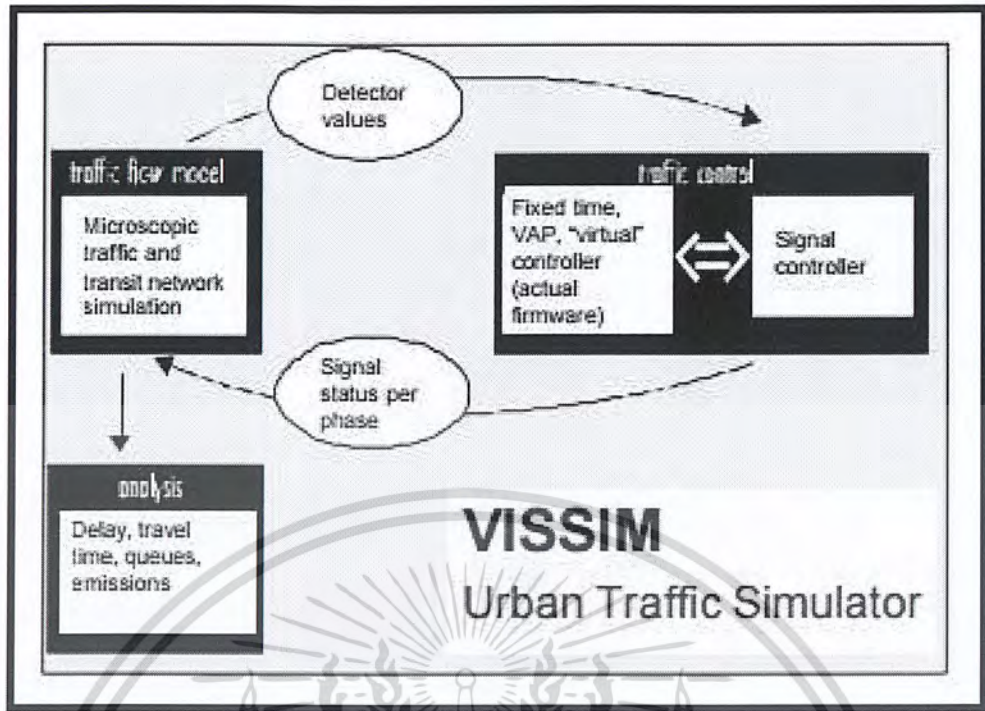 Detector
values
traffic flow model
Microscopic
traffic and
transit network
simulation
traffic control
Fixed time,
VAP, "virtual"
controller
(actual
firmware)
Signal
controller
Signal
status per
phase
analysis
Delay, travel
time, queues,
emissions
VISSIM
Urban Traffic Simulator